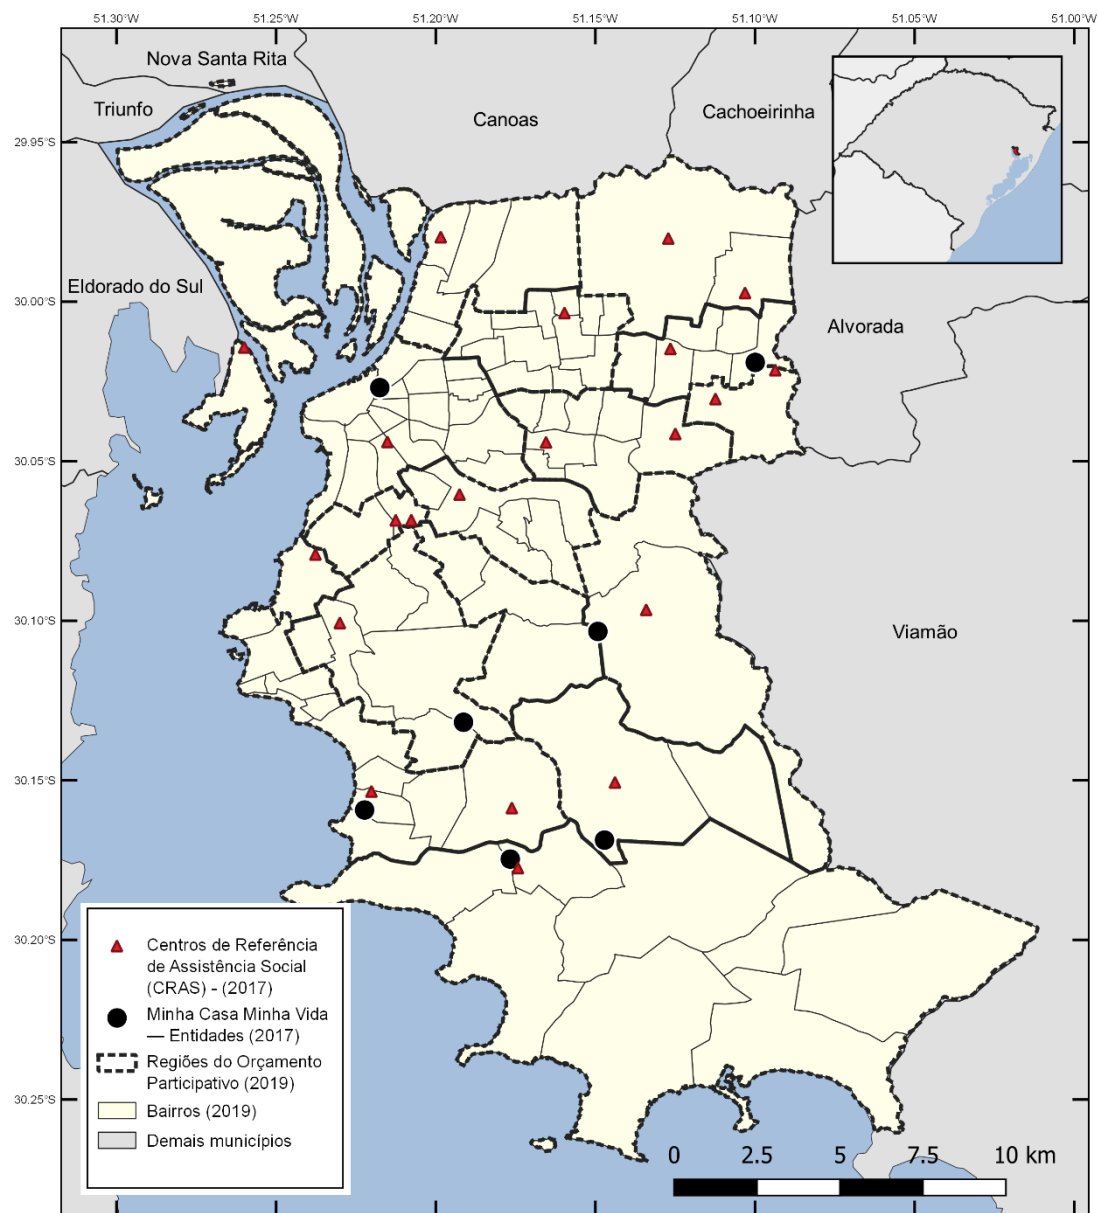 51.30°W 51.25°W 51.20°W 51.15°W 51.10°W 51.05°W 51.00°W
Nova Santa Rita
Triunfo
Canoas
Cachoeirinha
29.95°S
Eldorado do Sul
30.00°S
Alvorada
30.05°S
30.10°S
Viamão
30.15°S
30.20°S
30.25°S
Centros de Referência
de Assistência Social
(CRAS) - (2017)
Minha Casa Minha Vida
— Entidades (2017)
Regiões do Orçamento
Participativo (2019)
Bairros (2019)
Demais municípios
0 2.5 5 7.5 10 km